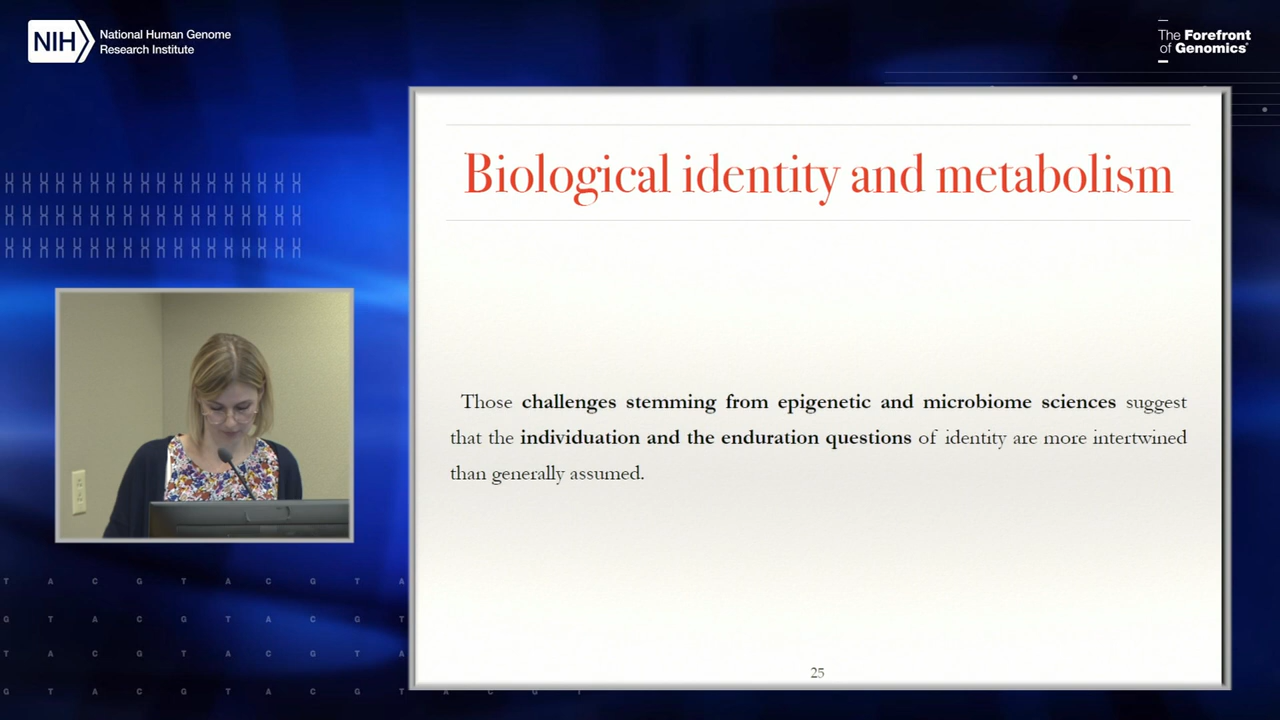 NIH
National Human Genome
Research Institute
The Forefront
of Genomics®
Biological identity and metabolism
Those challenges stemming from epigenetic and microbiome sciences suggest
that the individuation and the enduration questions of identity are more intertwined
than generally assumed.
25
T A C G T A C G T A
G T A C G T A C G T
T A C G T A C G T A
G T A C G T A C G T A C G T